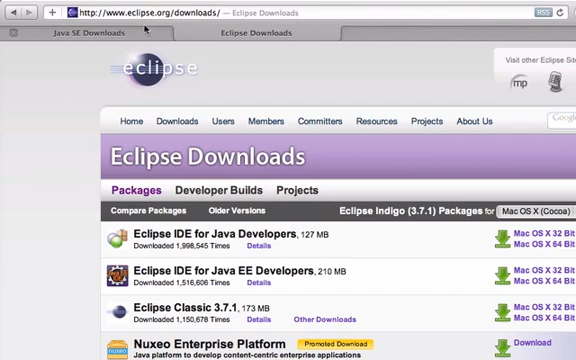 http://www.eclipse.org/downloads/ — Eclipse Downloads
RSS
Java SE Downloads
Eclipse Downloads
eclipse
Visit other Eclipse Sit
mp
Home Downloads Users Members Committers Resources Projects About Us
Goog
Eclipse Downloads
Packages Developer Builds Projects
Compare Packages Older Versions Eclipse Indigo (3.7.1) Packages for Mac OS X (Cocoa)
Eclipse IDE for Java Developers, 127 MB
Downloaded 1,998,545 Times Details
Mac OS X 32 Bit
Mac OS X 64 Bit
Eclipse IDE for Java EE Developers, 210 MB
Downloaded 1,516,606 Times Details
Mac OS X 32 Bit
Mac OS X 64 Bit
Eclipse Classic 3.7.1, 173 MB
Downloaded 1,150,678 Times Details Other Downloads
Mac OS X 32 Bit
Mac OS X 64 Bit
Nuxeo Enterprise Platform Promoted Download
Java platform to develop content-centric enterprise applications
Download